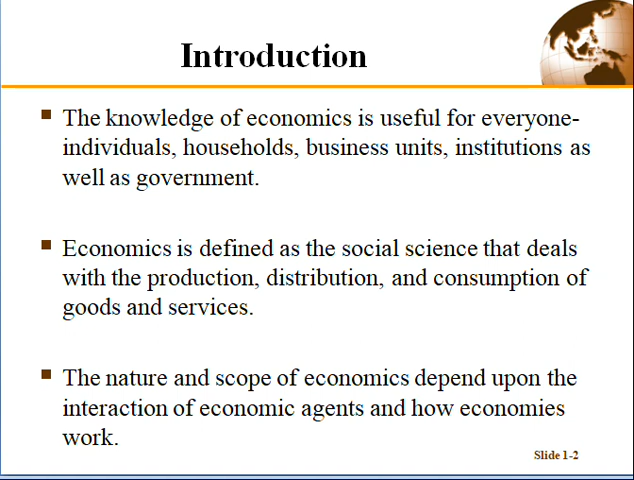 Introduction
The knowledge of economics is useful for everyone-
individuals, households, business units, institutions as
well as government.
Economics is defined as the social science that deals
with the production, distribution, and consumption of
goods and services.
The nature and scope of economics depend upon the
interaction of economic agents and how economies
work.
Slide 1-2